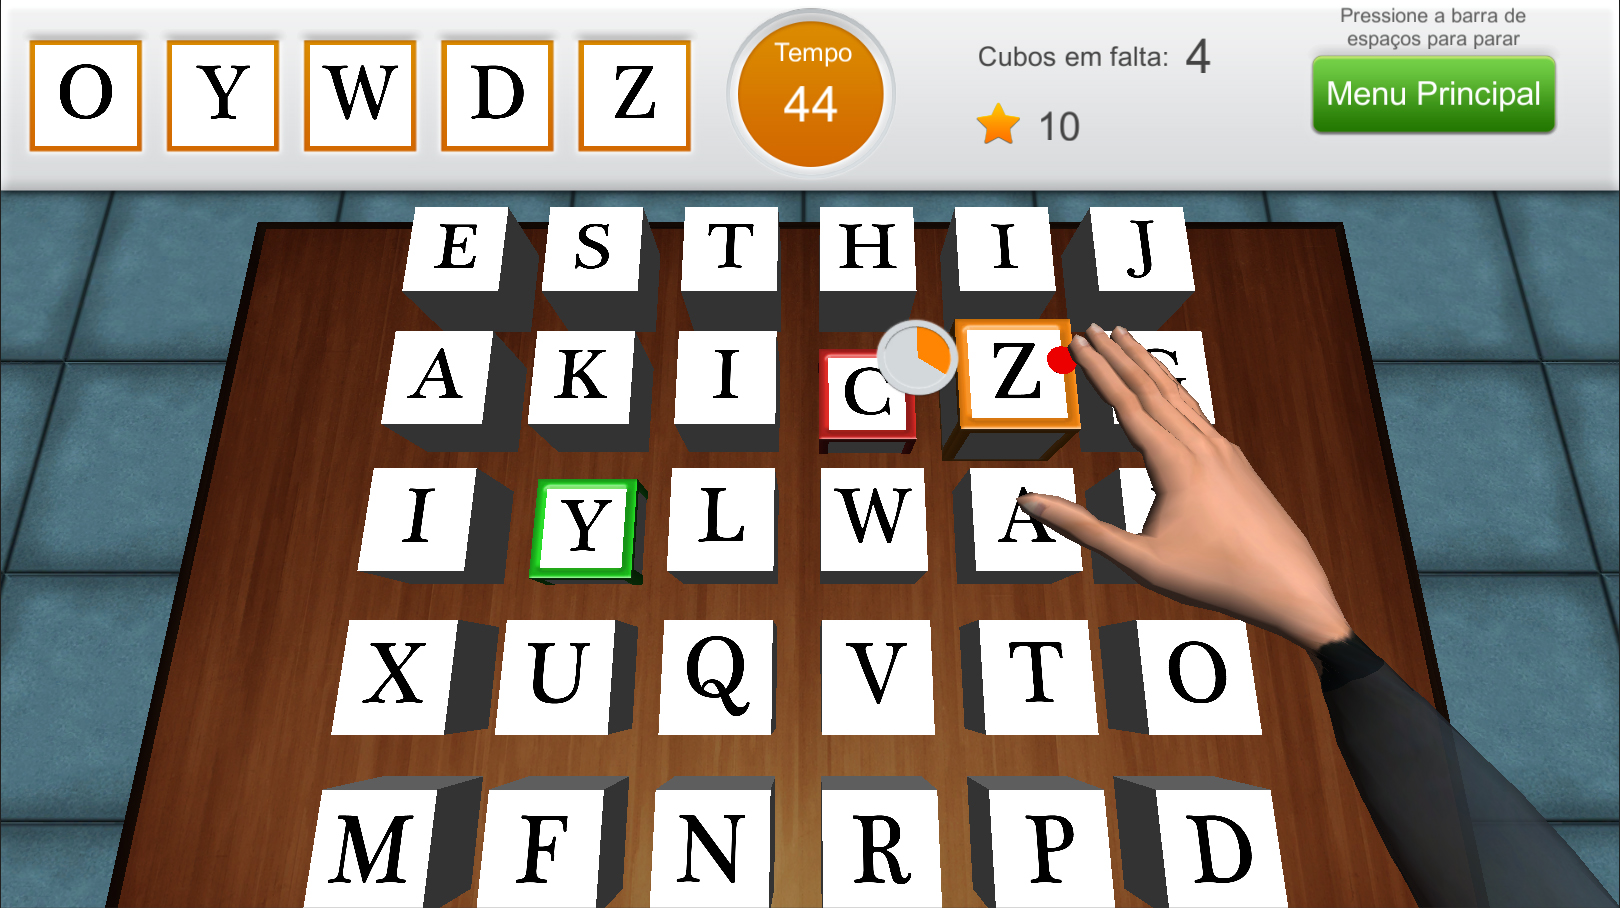 Pressione a barra de
espaços para parar
O Y W D Z
Tempo
44
Cubos em falta: 4
10
Menu Principal
E S T H I J
A K I C Z G
I Y L W A
X U Q V T O
M F N R P D